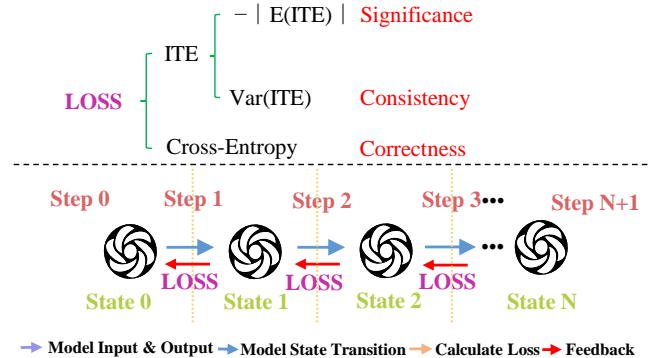 − | E(ITE) | Significance
ITE
LOSS
Var(ITE) Consistency
Cross-Entropy Correctness
Step 0 Step 1 Step 2 Step 3 ••• Step N+1
•••
LOSS LOSS LOSS
State 0 State 1 State 2 State N
Model Input & Output Model State Transition Calculate Loss Feedback